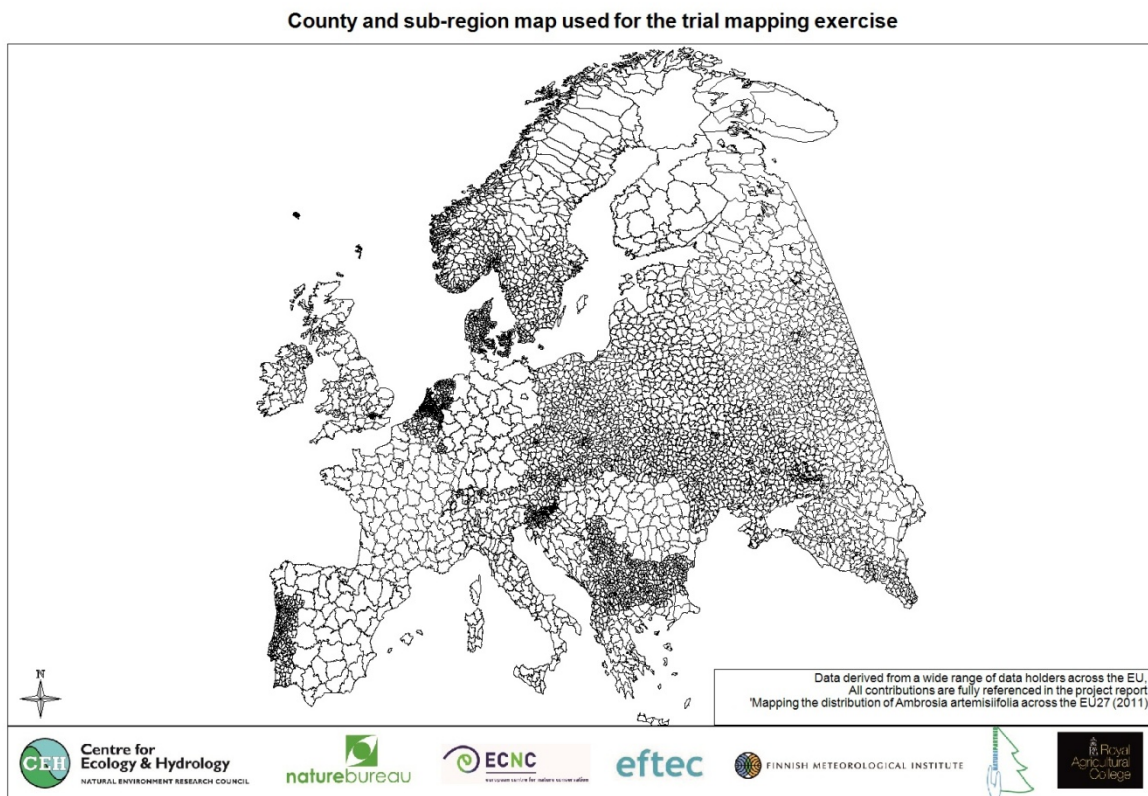 County and sub-region map used for the trial mapping exercise
N
Data derived from a wide range of data holders across the EU,
All contributions are fully referenced in the project report
'Mapping the distribution of Ambrosia artemisiifolia across the EU27 (2011)
CEH
Centre for
Ecology & Hydrology
NATURAL ENVIRONMENT RESEARCH COUNCIL
naturebureau
ECNC
european centre for nature conservation
eftec
FINNISH METEOROLOGICAL INSTITUTE
Royal
Agricultural
College